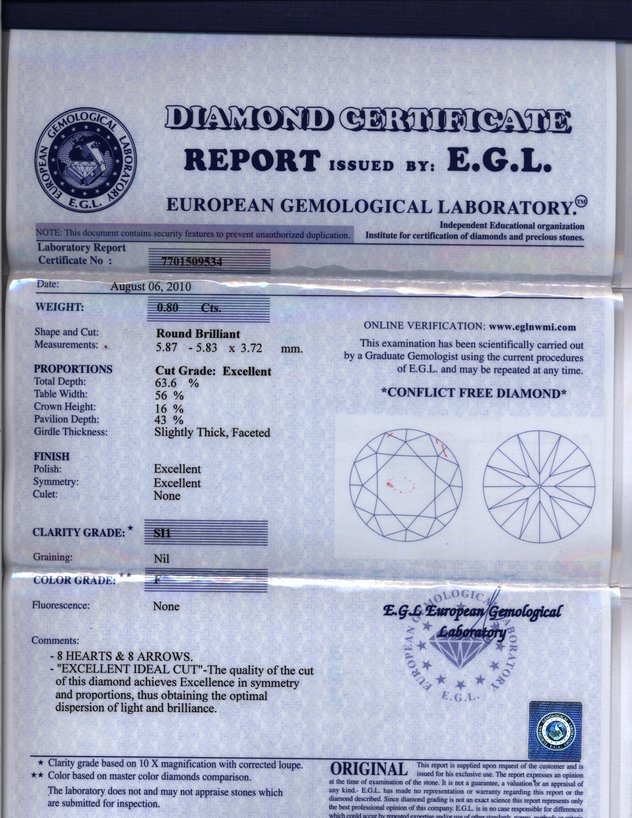 EUROPEAN GEMOLOGICAL LABORATORY
E.G.L.
DIAMOND CERTIFICATE
REPORT ISSUED BY: E.G.L.
EUROPEAN GEMOLOGICAL LABORATORY.™
Independent Educational organization
Institute for certification of diamonds and precious stones.
NOTE: This document contains security features to prevent unauthorized duplication.
Laboratory Report
Certificate No : 7701509534
Date: August 06, 2010
WEIGHT: 0.80 Cts.
Shape and Cut: Round Brilliant
Measurements: 5.87 - 5.83 x 3.72 mm.
PROPORTIONS Cut Grade: Excellent
Total Depth: 63.6 %
Table Width: 56 %
Crown Height: 16 %
Pavilion Depth: 43 %
Girdle Thickness: Slightly Thick, Faceted
FINISH
Polish: Excellent
Symmetry: Excellent
Culet: None
CLARITY GRADE: * SI1
Graining: Nil
COLOR GRADE: ** F
Fluorescence: None
Comments:
- 8 HEARTS & 8 ARROWS.
- "EXCELLENT IDEAL CUT"-The quality of the cut
of this diamond achieves Excellence in symmetry
and proportions, thus obtaining the optimal
dispersion of light and brilliance.
★ Clarity grade based on 10 X magnification with corrected loupe.
★★ Color based on master color diamonds comparison.
The laboratory does not and may not appraise stones which
are submitted for inspection.
ONLINE VERIFICATION: www.eglnwmi.com
This examination has been scientifically carried out
by a Graduate Gemologist using the current procedures
of E.G.L. and may be repeated at any time.
*CONFLICT FREE DIAMOND*
E.G.L European Gemological
Laboratory
E.G.L.
ORIGINAL This report is supplied upon request of the customer and is
issued for his exclusive use. The report expresses an opinion
at the time of examination of the stone. It is not a guarantee, a valuation or an appraisal of
any kind.- E.G.L. has made no representation or warranty regarding this report or the
diamond described. Since diamond grading is not an exact science this report represents only
the best professional opinion of this company. E.G.L. is in no case responsible for differences
which could occur by repeated expertise and/or use of other standards,